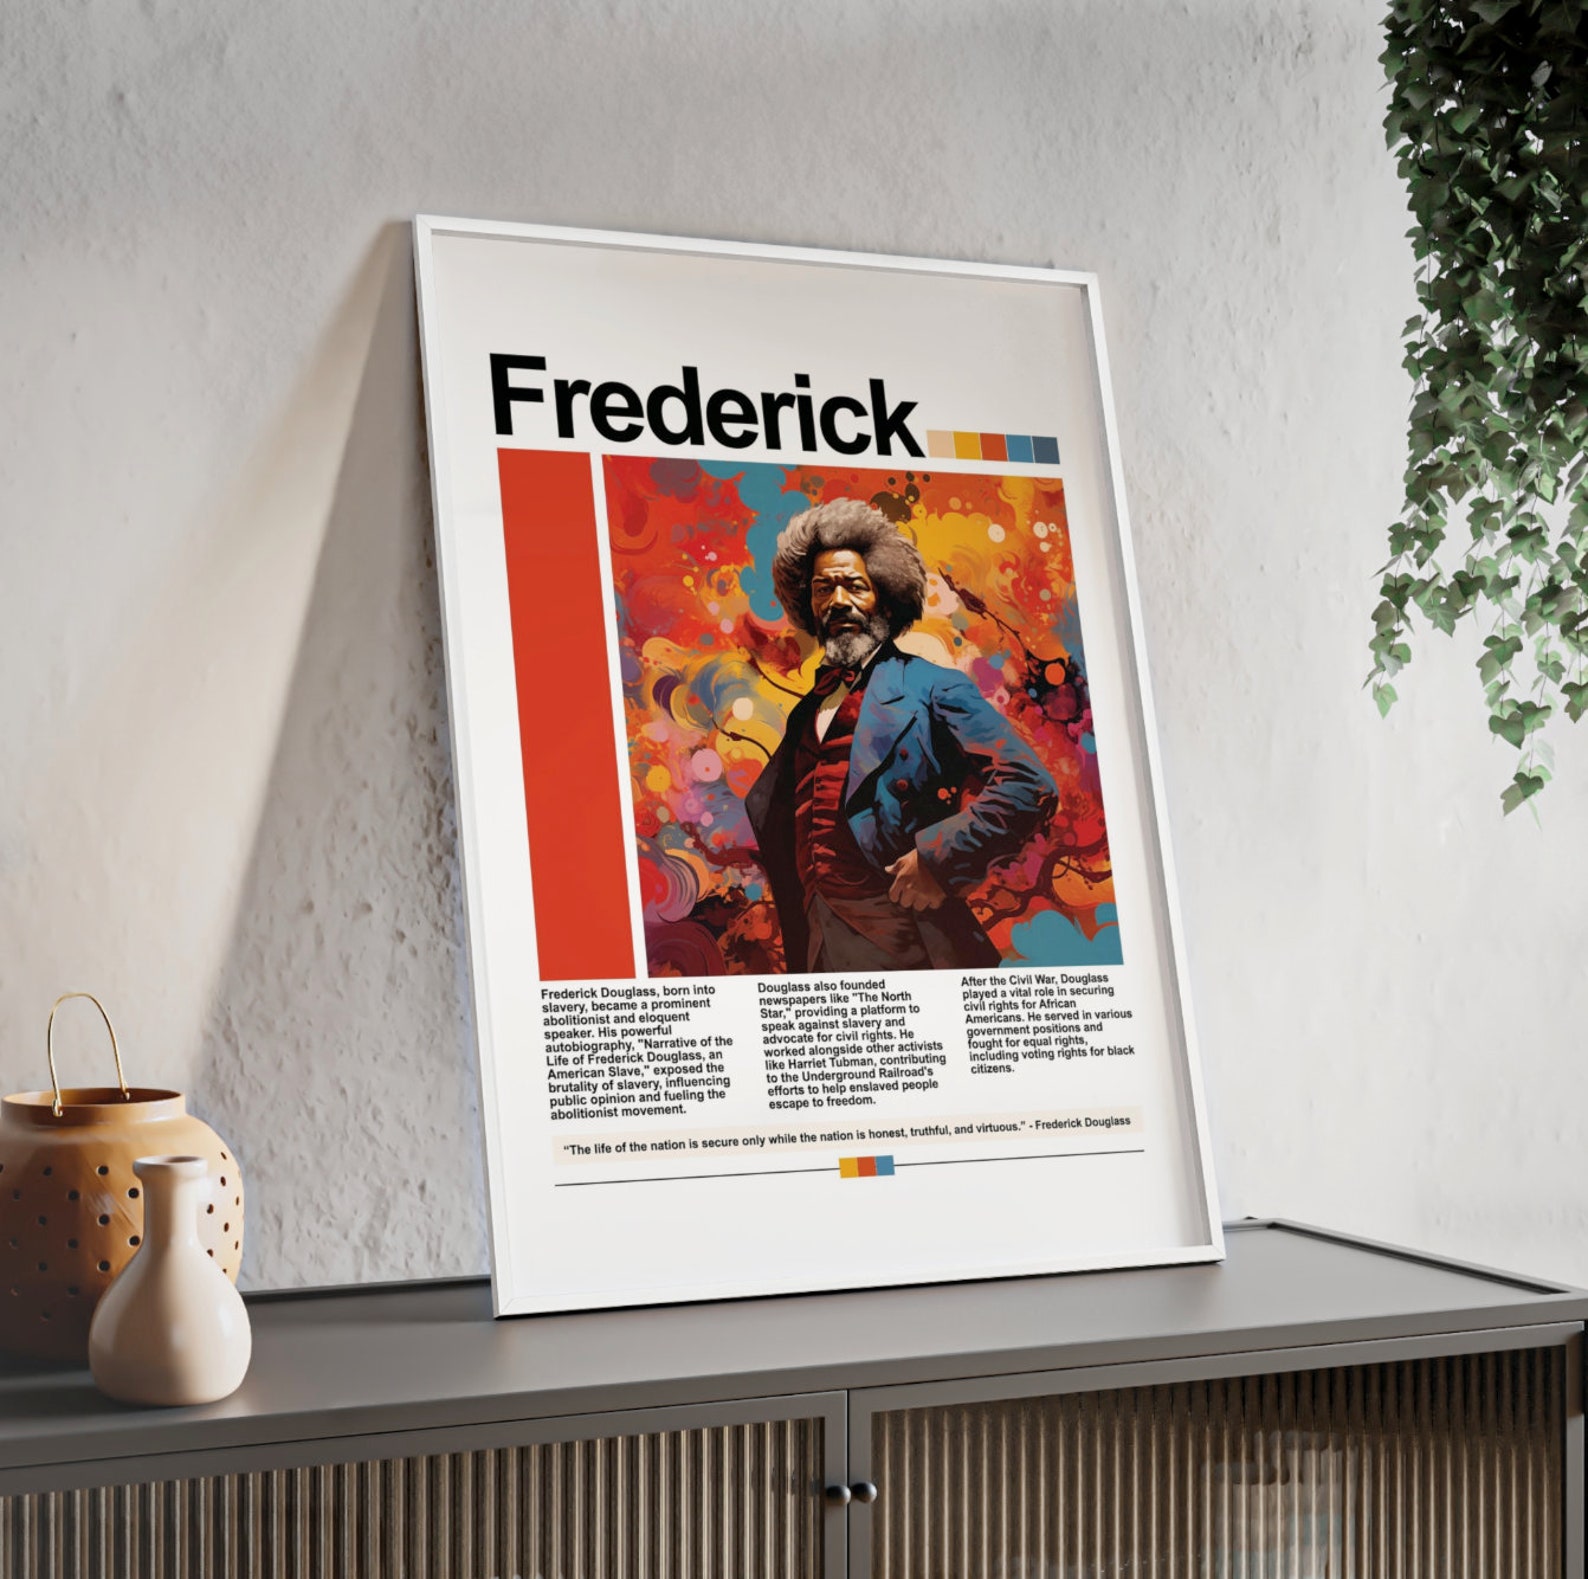 Frederick
Frederick Douglass, born into
slavery, became a prominent
abolitionist and eloquent
speaker. His powerful
autobiography, "Narrative of the
Life of Frederick Douglass, an
American Slave," exposed the
brutality of slavery, influencing
public opinion and fueling the
abolitionist movement.
Douglass also founded
newspapers like "The North
Star," providing a platform to
speak against slavery and
advocate for civil rights. He
worked alongside other activists
like Harriet Tubman, contributing
to the Underground Railroad's
efforts to help enslaved people
escape to freedom.
After the Civil War, Douglass
played a vital role in securing
civil rights for African
Americans. He served in various
government positions and
fought for equal rights,
including voting rights for black
citizens.
“The life of the nation is secure only while the nation is honest, truthful, and virtuous.” - Frederick Douglass